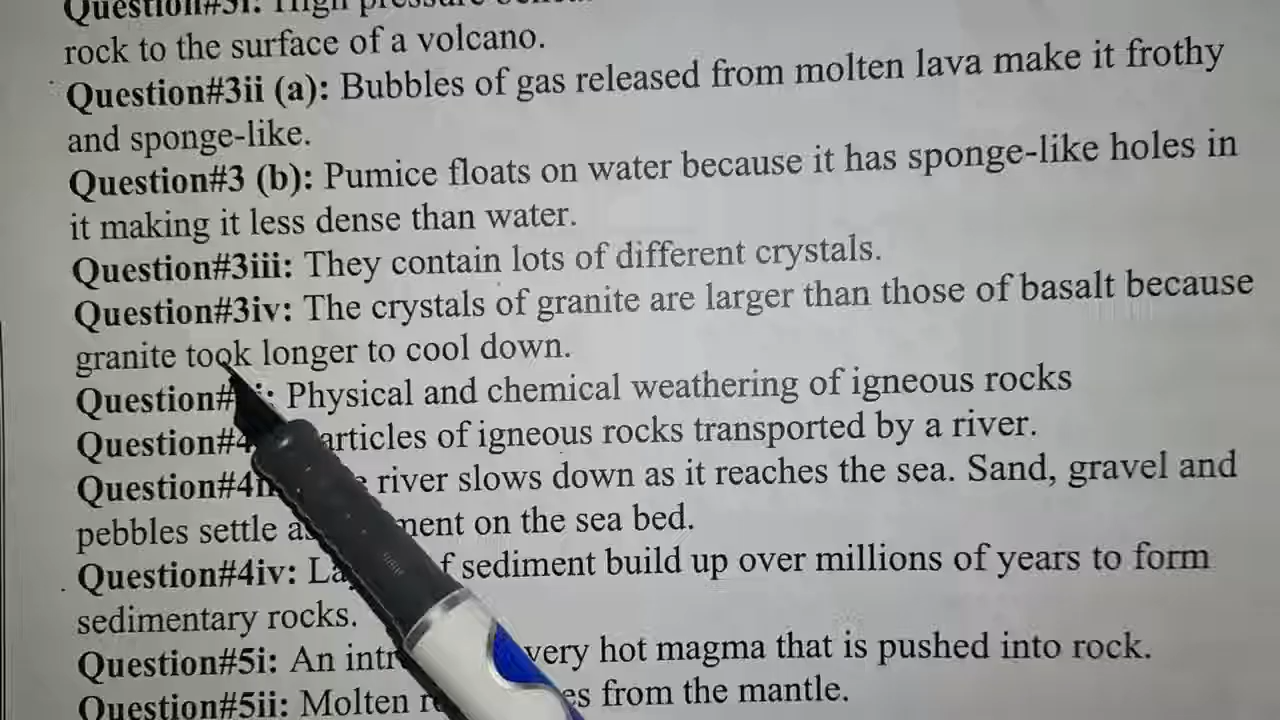 Question#3i: High pressure
rock to the surface of a volcano.
Question#3ii (a): Bubbles of gas released from molten lava make it frothy
and sponge-like.
Question#3 (b): Pumice floats on water because it has sponge-like holes in
it making it less dense than water.
Question#3iii: They contain lots of different crystals.
Question#3iv: The crystals of granite are larger than those of basalt because
granite took longer to cool down.
Question# Physical and chemical weathering of igneous rocks
Question#4 articles of igneous rocks transported by a river.
Question#4 river slows down as it reaches the sea. Sand, gravel and
pebbles settle on the sea bed.
Question#4iv: of sediment build up over millions of years to form
sedimentary rocks.
Question#5i: An very hot magma that is pushed into rock.
Question#5ii: Molten from the mantle.